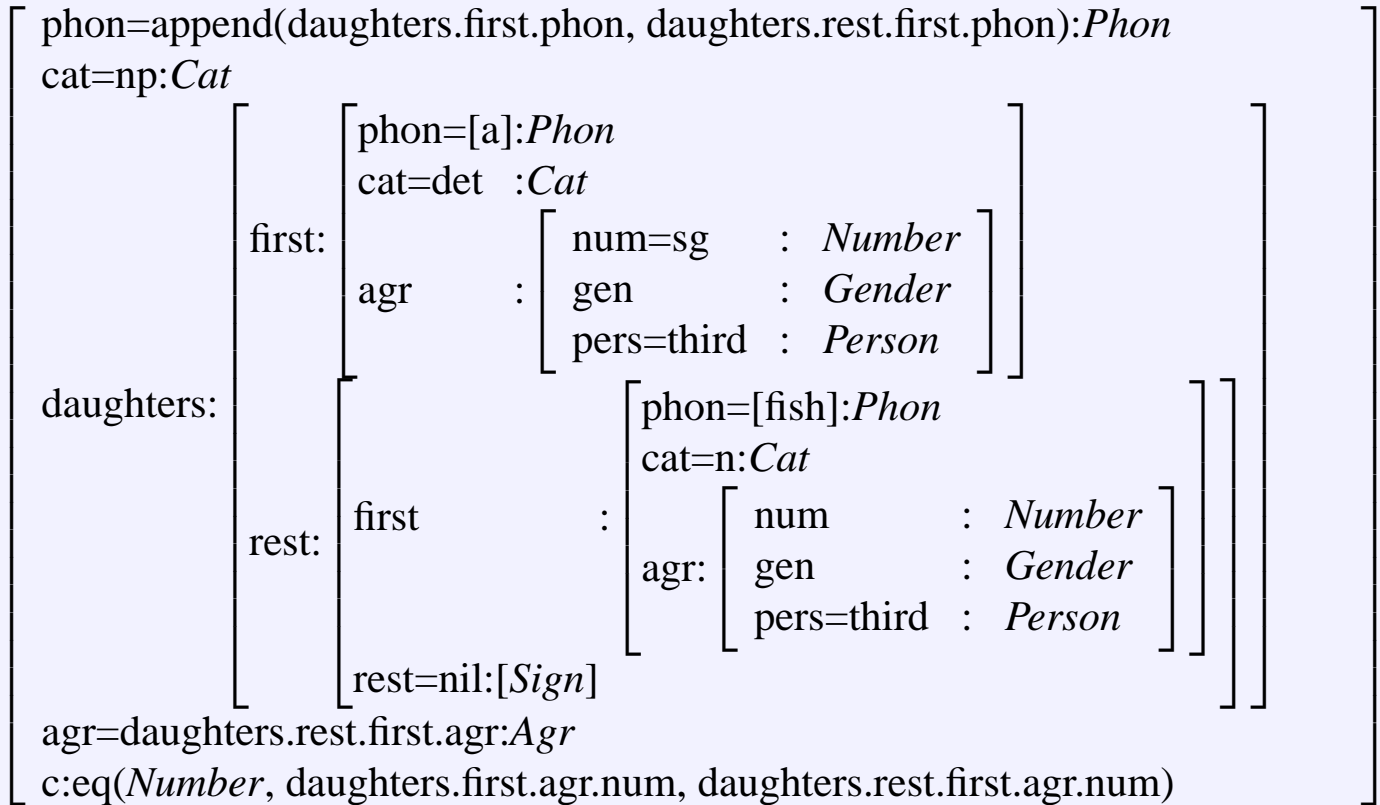 phon=append(daughters.first.phon, daughters.rest.first.phon):Phon
cat=np:Cat
daughters:
first:
phon=[a]:Phon
cat=det :Cat
agr :
num=sg : Number
gen : Gender
pers=third : Person
rest:
first :
phon=[fish]:Phon
cat=n:Cat
agr:
num : Number
gen : Gender
pers=third : Person
rest=nil:[Sign]
agr=daughters.rest.first.agr:Agr
c:eq(Number, daughters.first.agr.num, daughters.rest.first.agr.num)